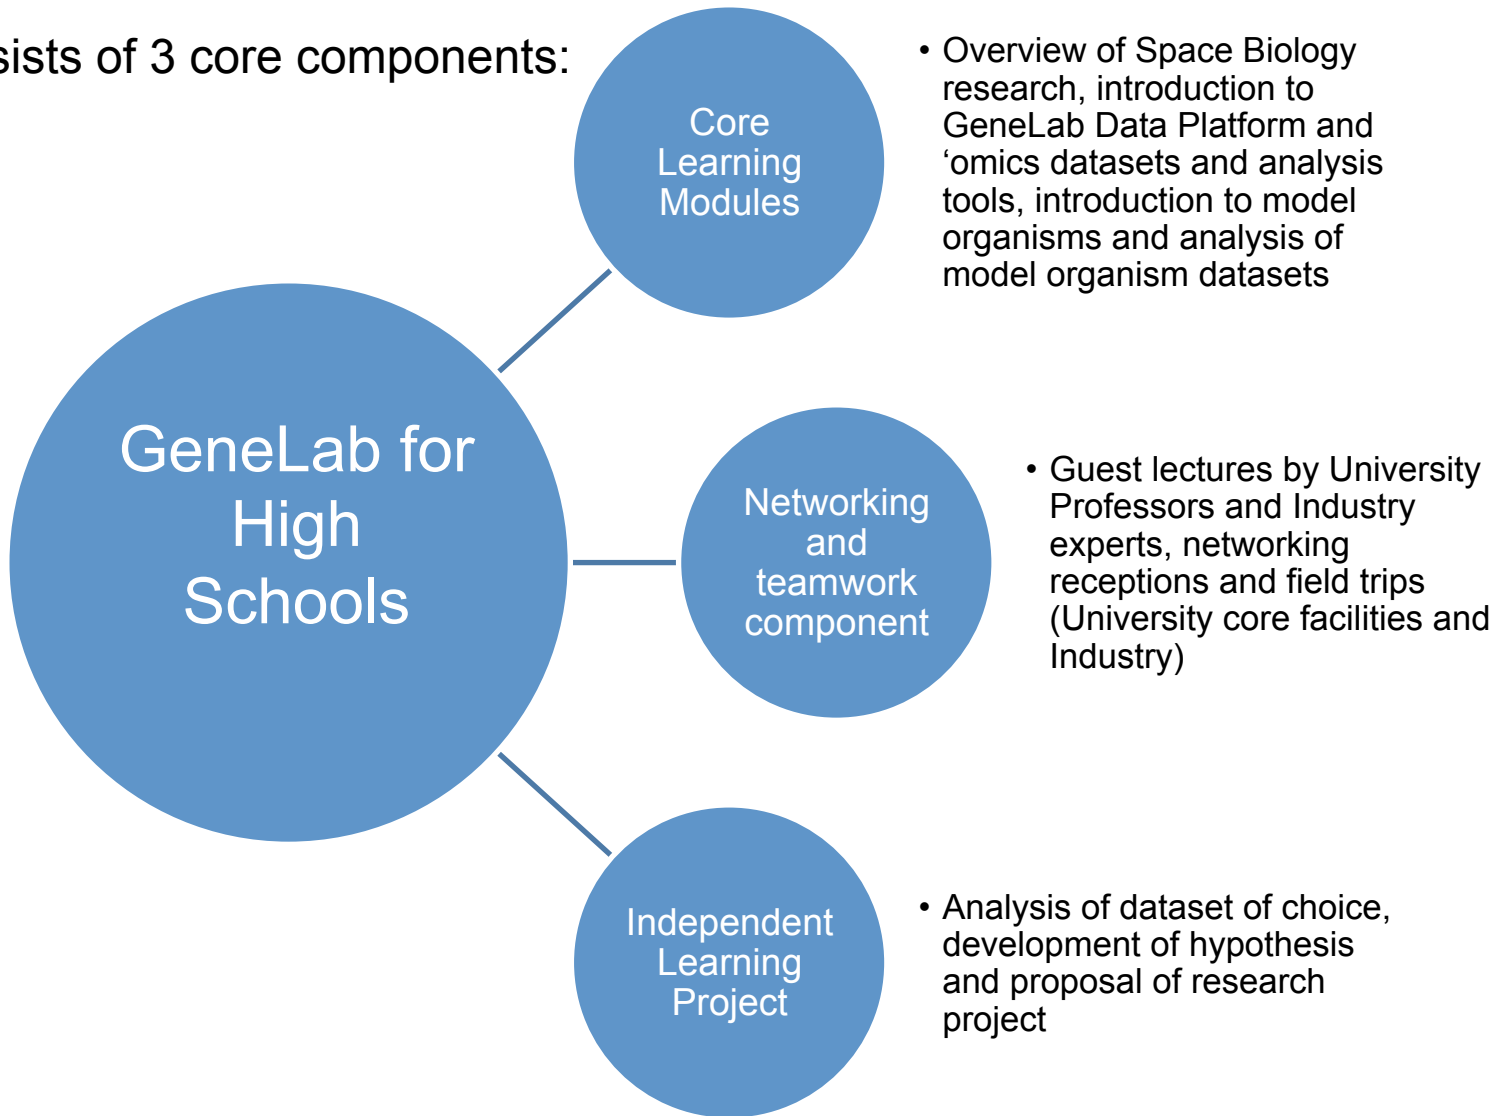 sists of 3 core components:
Core
Learning
Modules
• Overview of Space Biology
research, introduction to
GeneLab Data Platform and
‘omics datasets and analysis
tools, introduction to model
organisms and analysis of
model organism datasets
GeneLab for
High
Schools
Networking
and
teamwork
component
• Guest lectures by University
Professors and Industry
experts, networking
receptions and field trips
(University core facilities and
Industry)
Independent
Learning
Project
• Analysis of dataset of choice,
development of hypothesis
and proposal of research
project